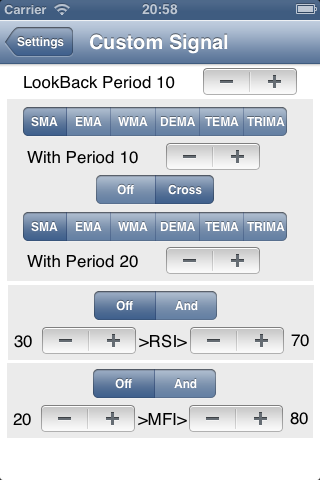 Carrier 20:58
Settings Custom Signal
LookBack Period 10 − +
SMA EMA WMA DEMA TEMA TRIMA
With Period 10 − +
Off Cross
SMA EMA WMA DEMA TEMA TRIMA
With Period 20 − +
Off And
30 − + >RSI> − + 70
Off And
20 − + >MFI> − + 80